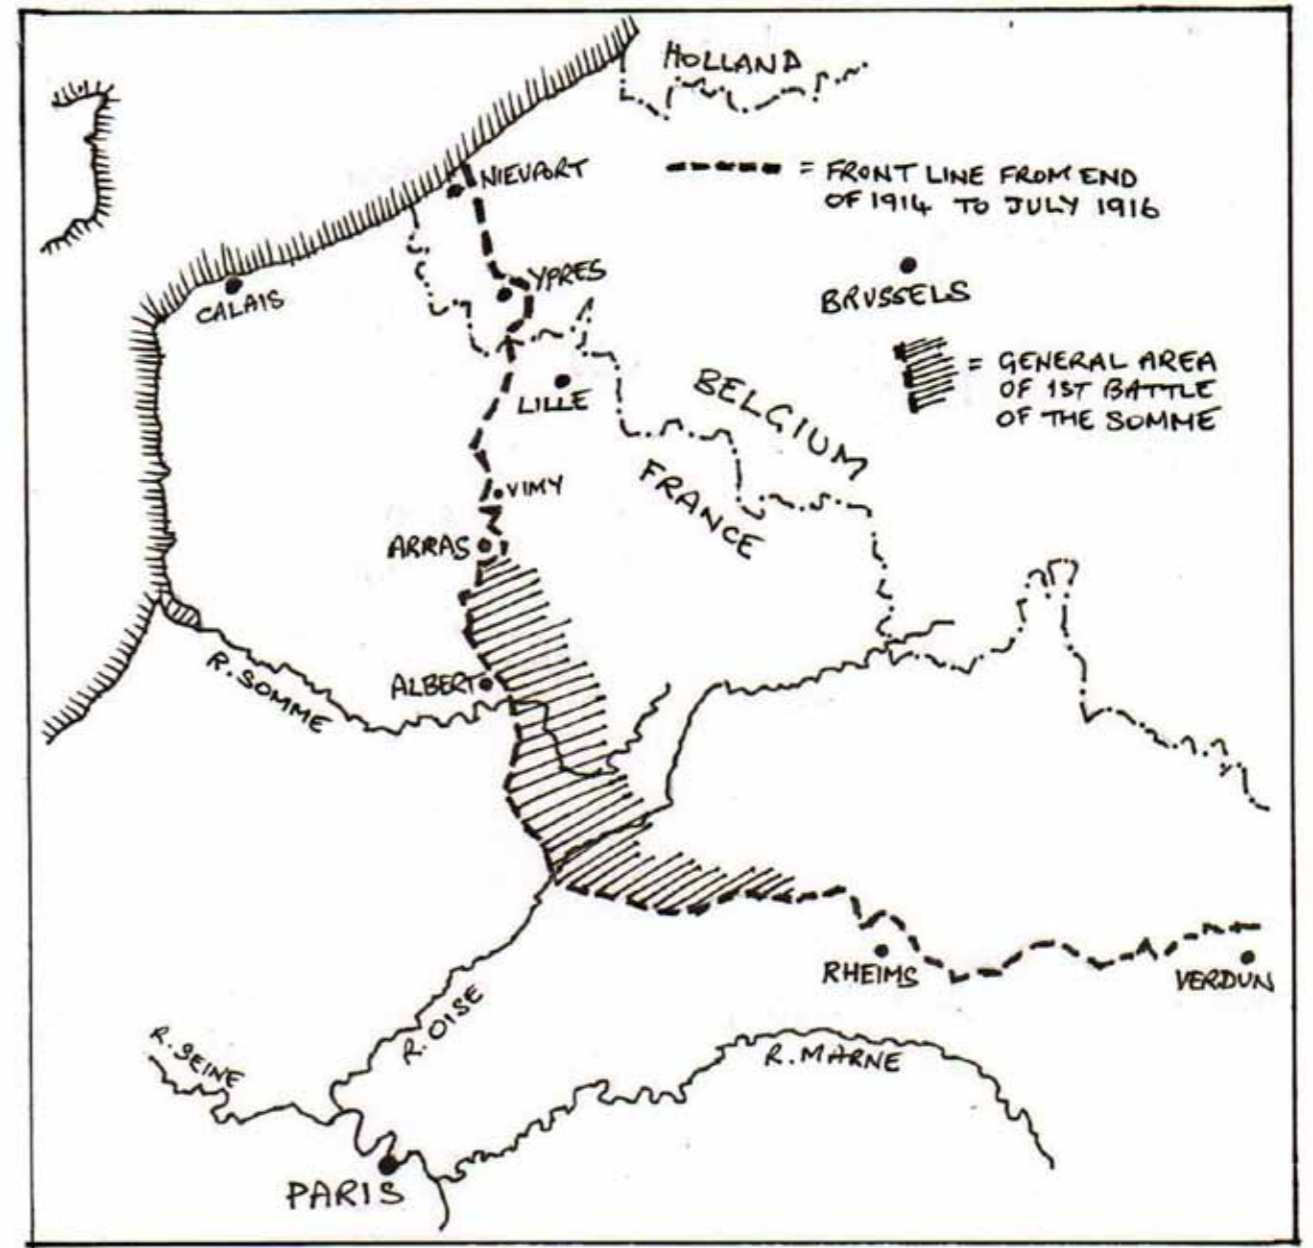 HOLLAND
NIEUPORT
= FRONT LINE FROM END
OF 1914 TO JULY 1916
YPRES
BRUSSELS
CALAIS
= GENERAL AREA
OF 1ST BATTLE
OF THE SOMME
LILLE
BELGIUM
FRANCE
VIMY
ARRAS
R. SOMME
ALBERT
RHEIMS
VERDUN
R. OISE
R. SEINE
R. MARNE
PARIS